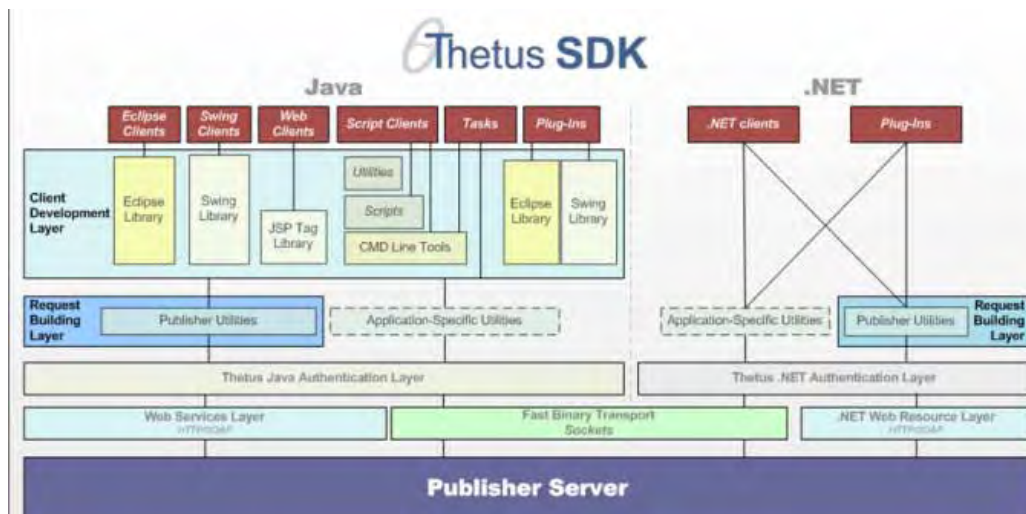 Thetus SDK
Java
.NET
Eclipse
Clients
Swing
Clients
Web
Clients
Script Clients
Tasks
Plug-Ins
.NET clients
Plug-Ins
Client
Development
Layer
Eclipse
Library
Swing
Library
JSP Tag
Library
Utilities
Scripts
CMD Line Tools
Eclipse
Library
Swing
Library
Request
Building
Layer
Publisher Utilities
Application-Specific Utilities
Application-Specific Utilities
Publisher Utilities
Request
Building
Layer
Thetus Java Authentication Layer
Thetus .NET Authentication Layer
Web Services Layer
HTTP/SOAP
Fast Binary Transport
Sockets
.NET Web Resource Layer
HTTP/SOAP
Publisher Server